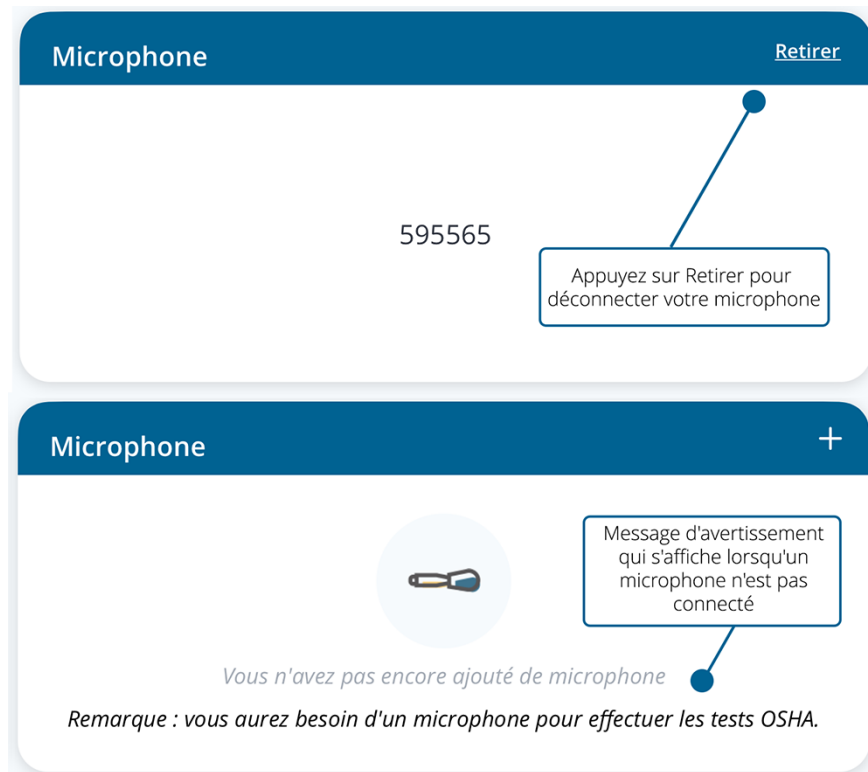 Microphone
Retirer
595565
Appuyez sur Retirer pour
déconnecter votre microphone
Microphone
+
Message d'avertissement
qui s'affiche lorsqu'un
microphone n'est pas
connecté
Vous n'avez pas encore ajouté de microphone
Remarque : vous aurez besoin d'un microphone pour effectuer les tests OSHA.